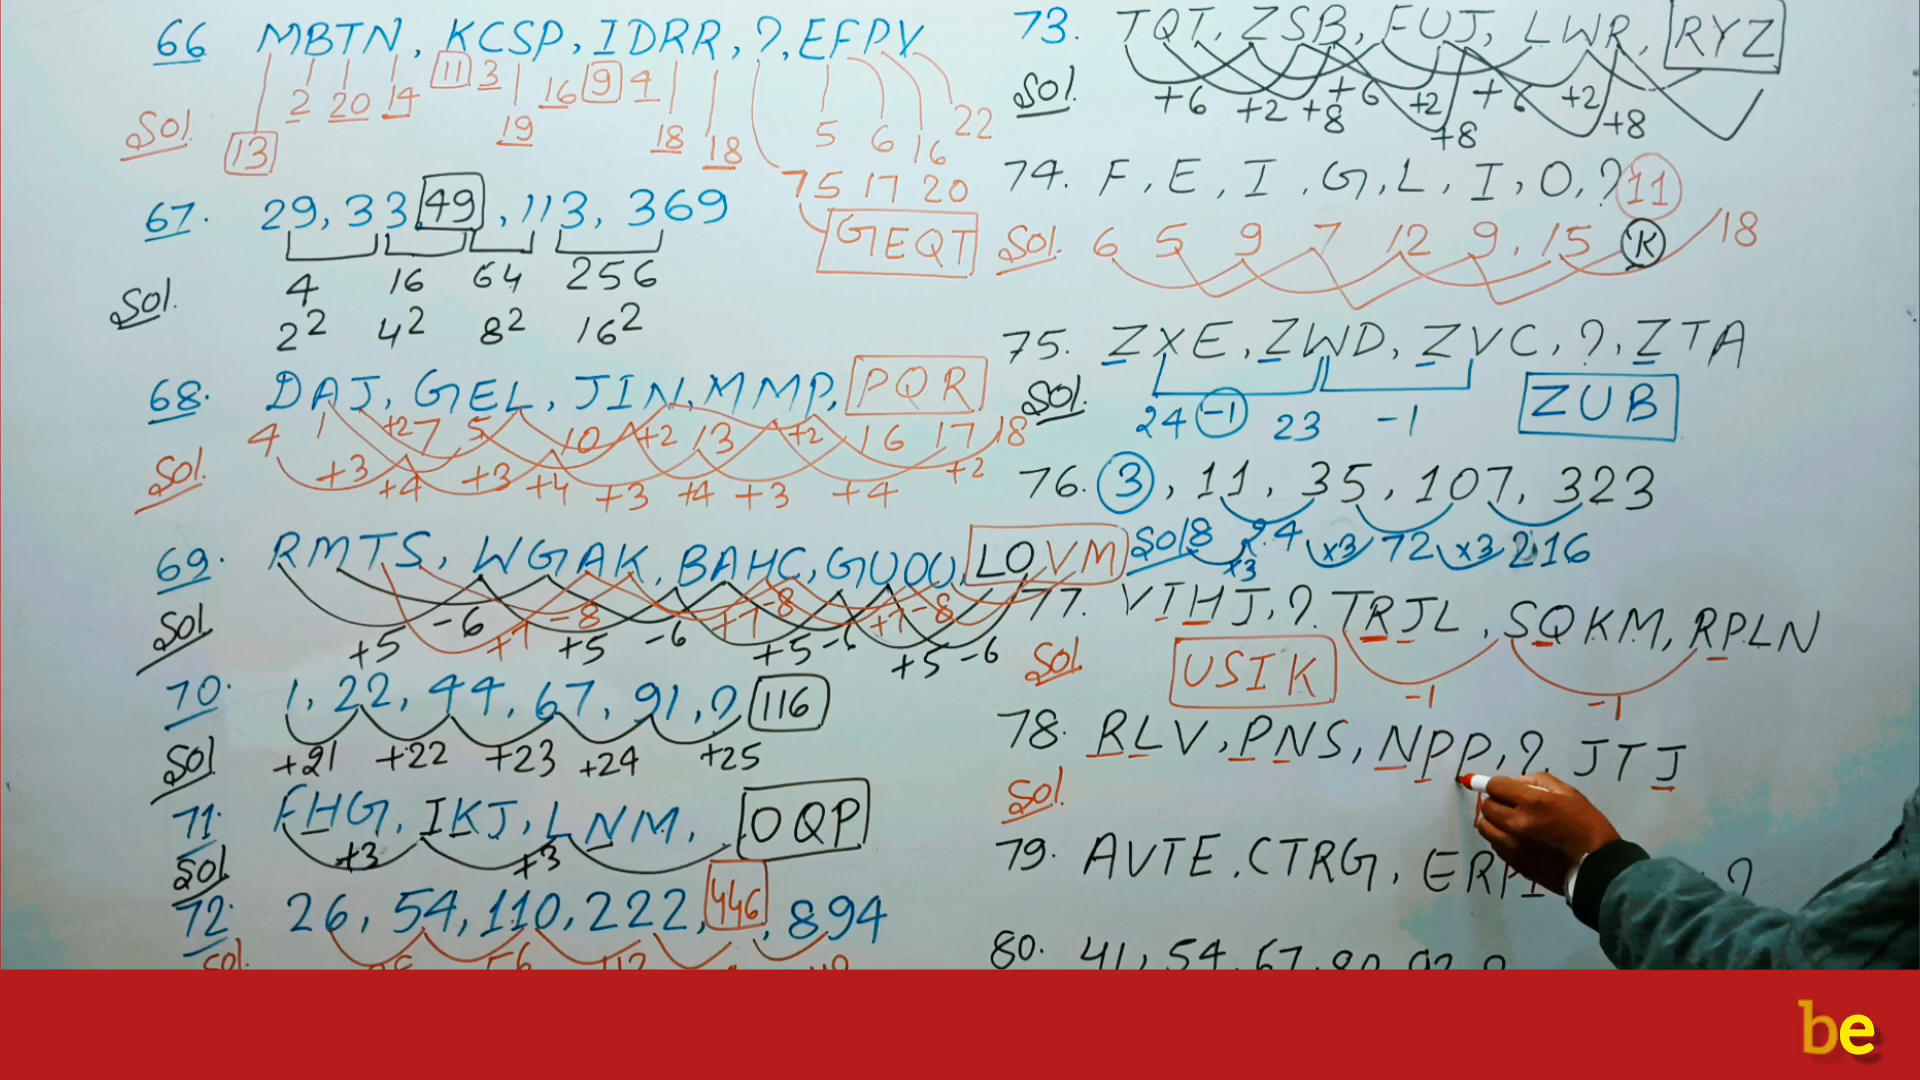 66 MBTN, KCSP, IDRR, ?, EFPV
11 3 16 9 4
2 20 14
Sol. 19 18 18 5 6 16 22
13
75 17 20
67. 29, 33, 49, 113, 369
GEQT
4 16 64 256
Sol.
2² 4² 8² 16²
68. DAJ, GEL, JIN, MMP, PQR
4 1 +2 7 5 10 +2 13 +2 16 17 18
Sol. +3 +4 +3 +4 +3 +4 +3 +4 +2
69. RMTS, WGAK, BAHC, GUOU, LOVM
Sol -6 +7 -8 -6 +7 -8 +7 -8
+5 +5 +5 -6 +5 -6
70. 1, 22, 44, 67, 91, ? 116
Sol +21 +22 +23 +24 +25
71. FHG, IKJ, LNM, OQP
+3 +3
Sol
72. 26, 54, 110, 222, 446, 894
Sol. 56 112
73. TQT, ZSB, FUJ, LWR, RYZ
Sol. +6 +2 +8 +6 +2 +8 +6 +2 +8
74. F, E, I, G, L, I, O, ? 11
Sol. 6 5 9 7 12 9, 15 K 18
75. ZXE, ZWD, ZVC, ?, ZTA
Sol. 24 -1 23 -1 ZUB
76. 3, 11, 35, 107, 323
Sol 8 x3 24 x3 72 x3 216
77. VIHJ, ?. TRJL, SQKM, RPLN
Sol USIK -1 -1
78. RLV, PNS, NPP, ?. JTJ
Sol.
79. AVTE, CTRG, ERPI ?
80. 41, 54, 67, 80, 93 ?
be